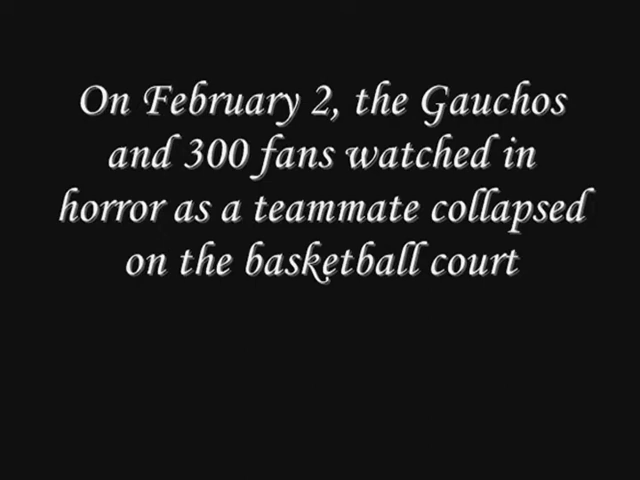 On February 2, the Gauchos
and 300 fans watched in
horror as a teammate collapsed
on the basketball court